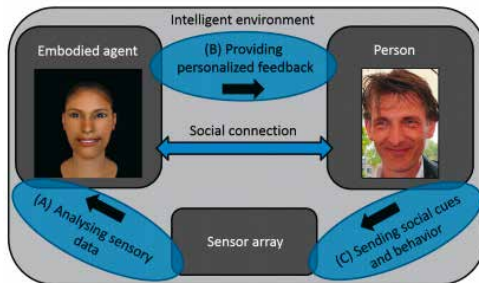 Intelligent environment
Embodied agent
(B) Providing
personalized feedback
Person
Social connection
(A) Analysing sensory
data
Sensor array
(C) Sending social cues
and behavior